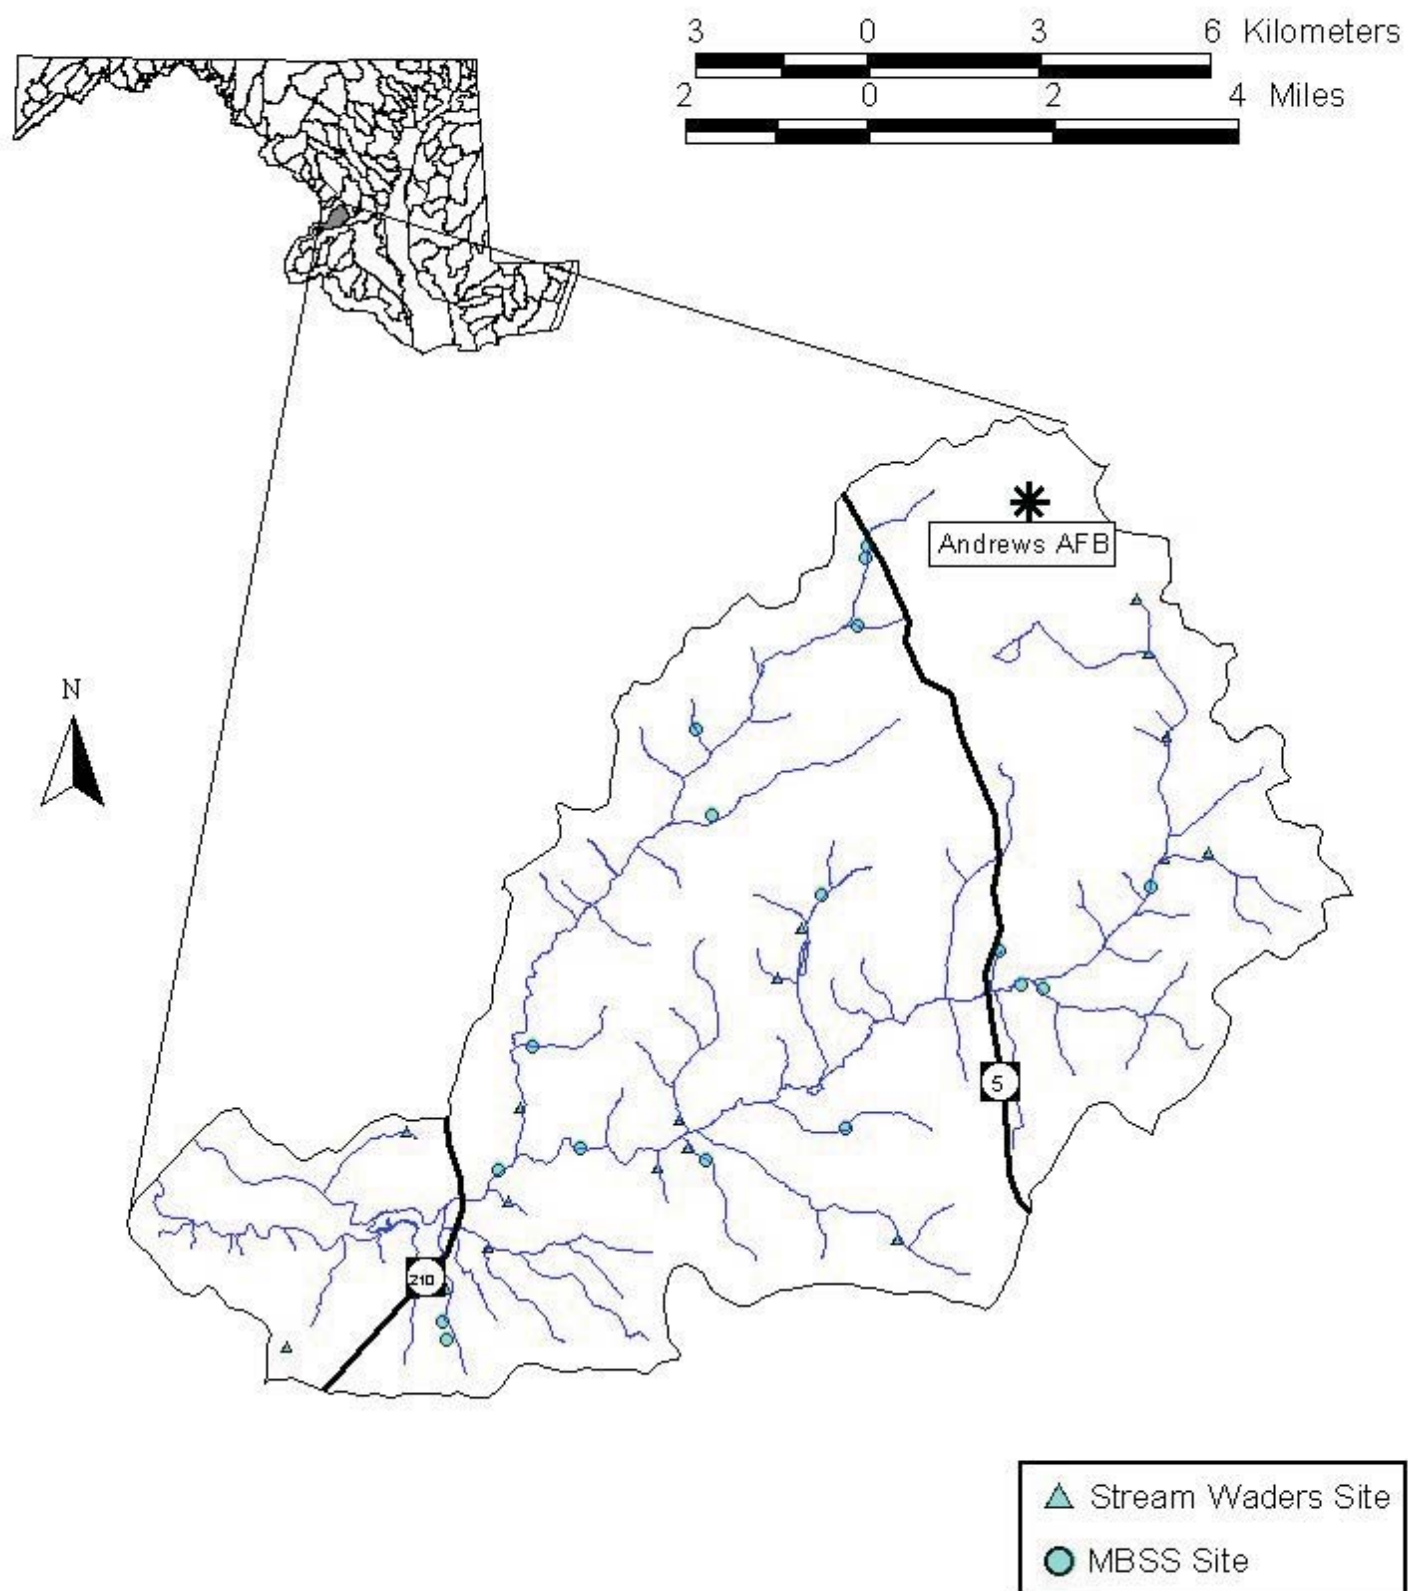 3 0 3 6 Kilometers
2 0 2 4 Miles
N
Andrews AFB
5
210
Stream Waders Site
MBSS Site